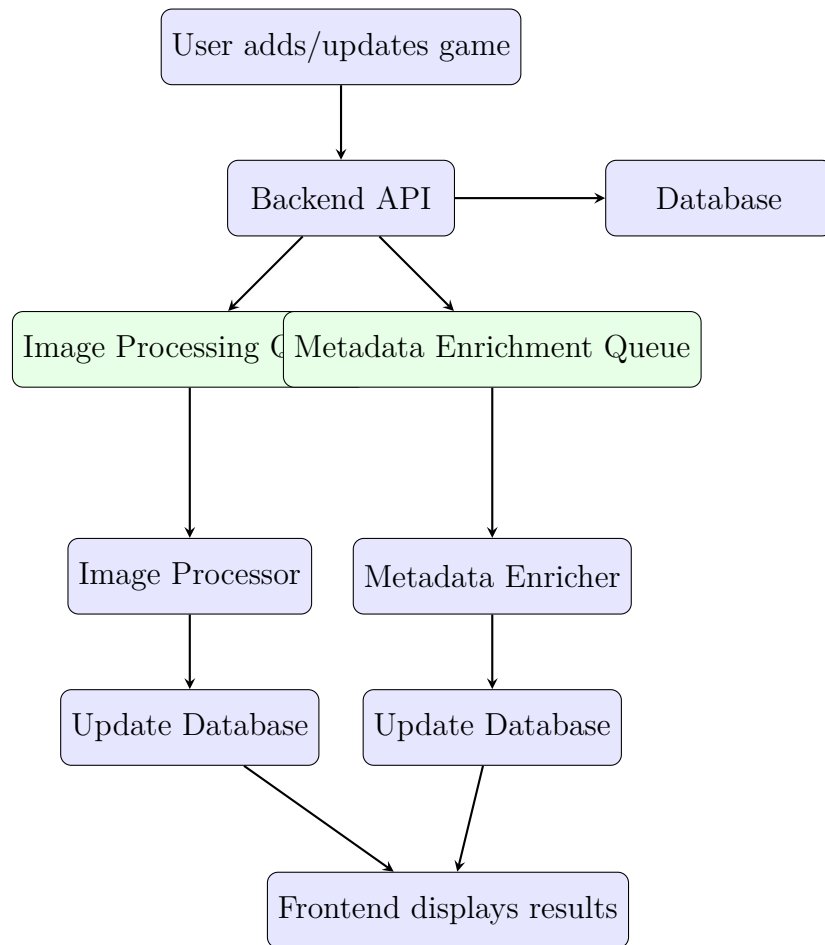 User adds/updates game
Backend API
Database
Image Processing
Metadata Enrichment Queue
Image Processor
Metadata Enricher
Update Database
Update Database
Frontend displays results